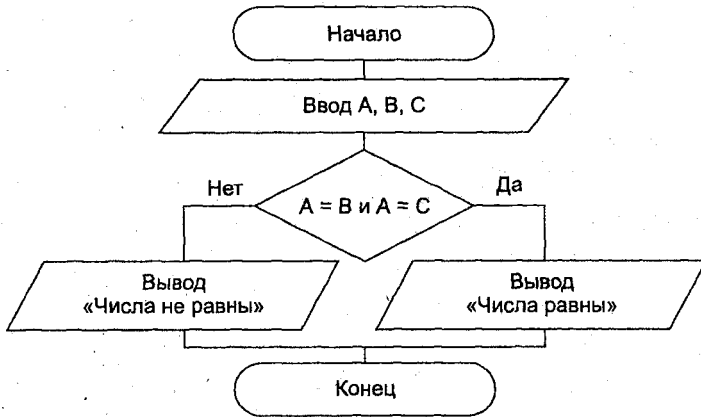 Начало
Ввод A, B, C
Нет
Да
A = B и A = C
Вывод
«Числа не равны»
Вывод
«Числа равны»
Конец